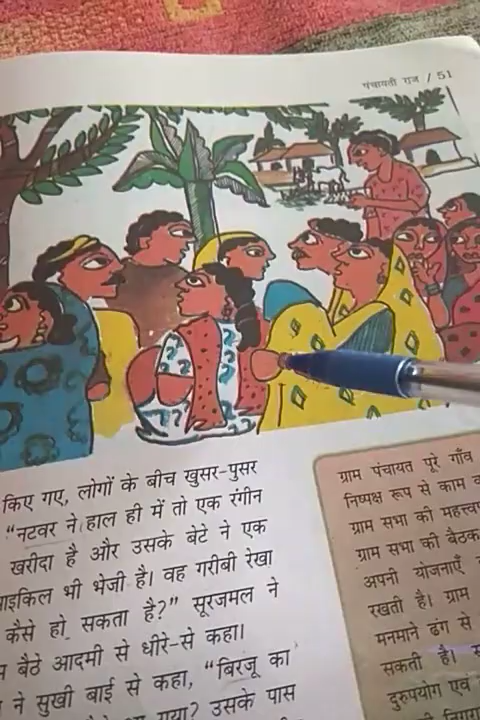 पंचायती राज / 51
किए गए, लोगों के बीच खुसर-पुसर
"नटवर ने हाल ही में तो एक रंगीन
खरीदा है और उसके बेटे ने एक
साइकिल भी भेजी है। वह गरीबी रेखा
कैसे हो सकता है?" सूरजमल ने
बैठे आदमी से धीरे-से कहा।
ने सुखी बाई से कहा, "बिरजू का
गया? उसके पास
ग्राम पंचायत पूरे गाँव
निष्पक्ष रूप से काम
ग्राम सभा की
ग्राम सभा की बैठक
अपनी योजनाएँ
रखती है। ग्राम
मनमाने ढंग से
सकती है।
दुरुपयोग एवं